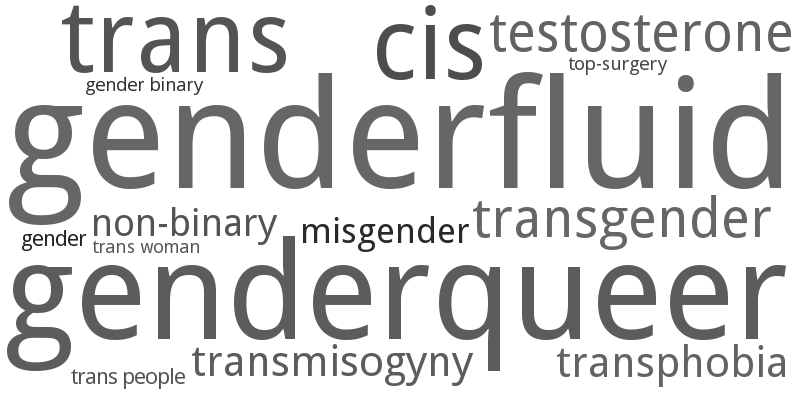 trans
cis
testosterone
top-surgery
gender binary
genderfluid
non-binary
misgender
transgender
gender
trans woman
genderqueer
trans people
transmisogyny
transphobia